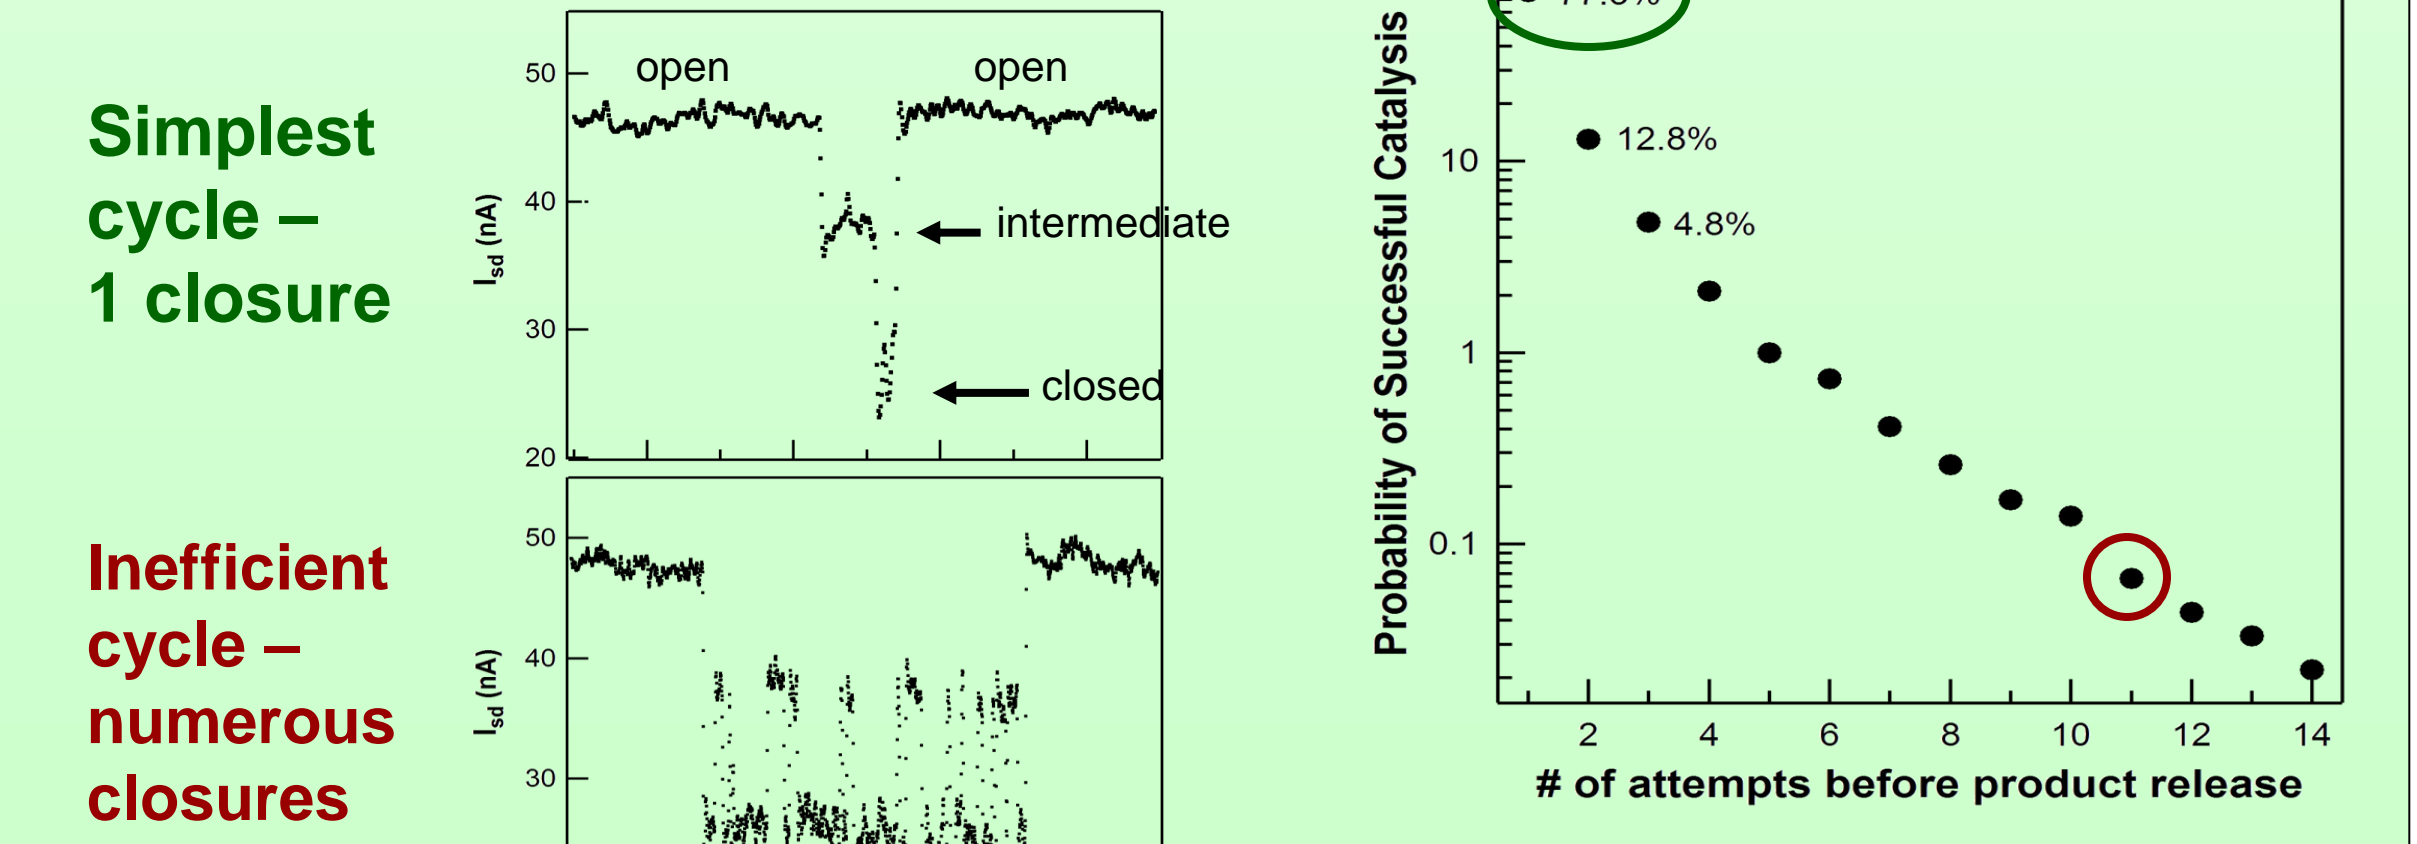 Simplest
cycle –
1 closure
Inefficient
cycle –
numerous
closures
open
open
50
40
30
20
I_sd (nA)
intermediate
closed
50
40
30
I_sd (nA)
Probability of Successful Catalysis
12.8%
4.8%
10
1
0.1
2 4 6 8 10 12 14
# of attempts before product release